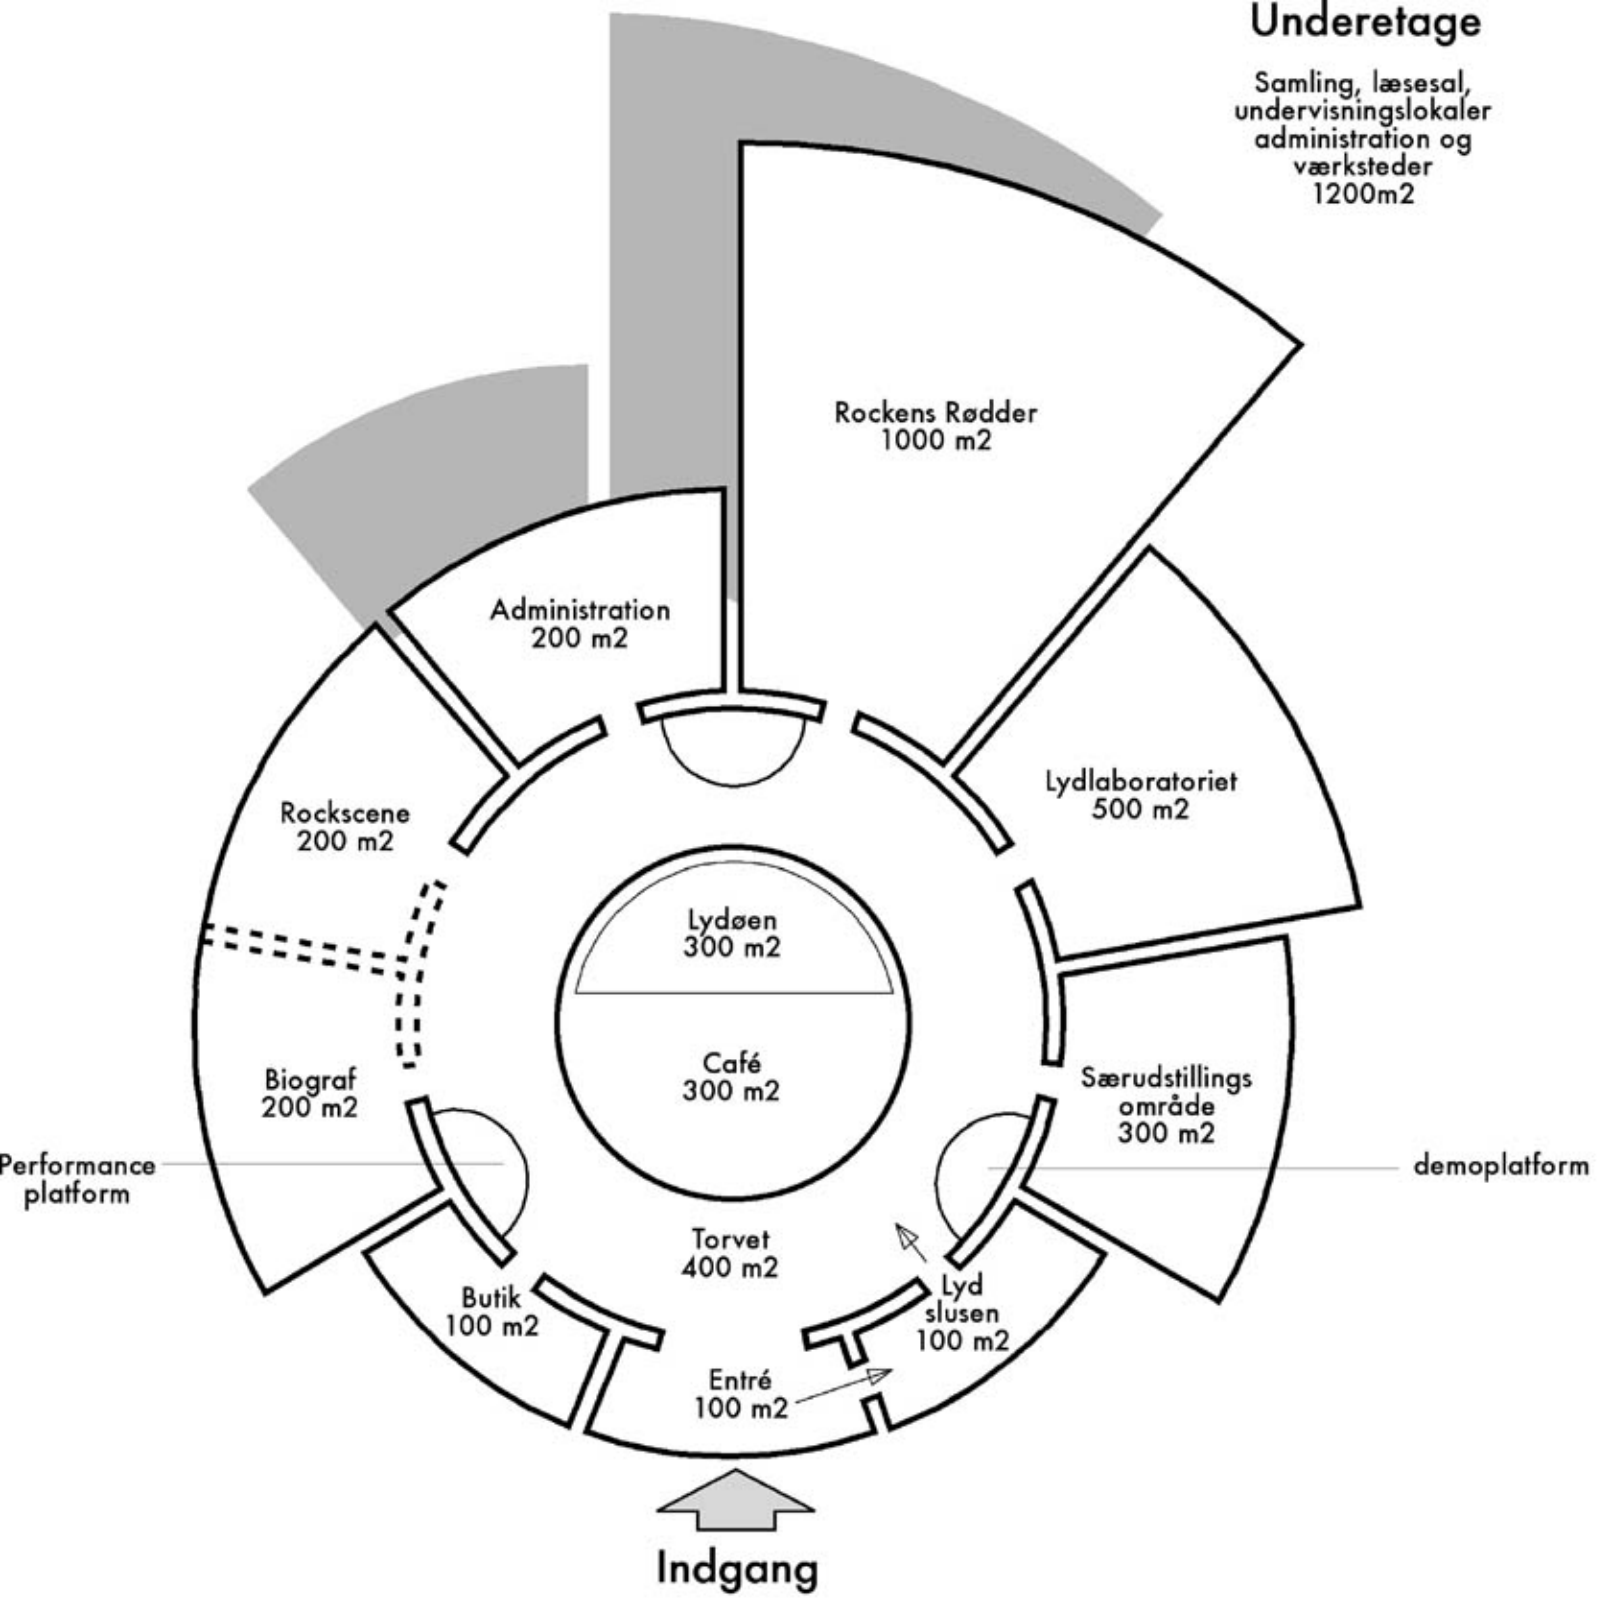 Underetage
Samling, læsesal,
undervisningslokaler
administration og
værksteder
1200m2
Rockens Rødder
1000 m2
Administration
200 m2
Lydlaboratoriet
500 m2
Rockscene
200 m2
Lydøen
300 m2
Café
300 m2
Biograf
200 m2
Særudstillings
område
300 m2
Performance
platform
demoplatform
Torvet
400 m2
Butik
100 m2
Lyd
slusen
100 m2
Entré
100 m2
Indgang